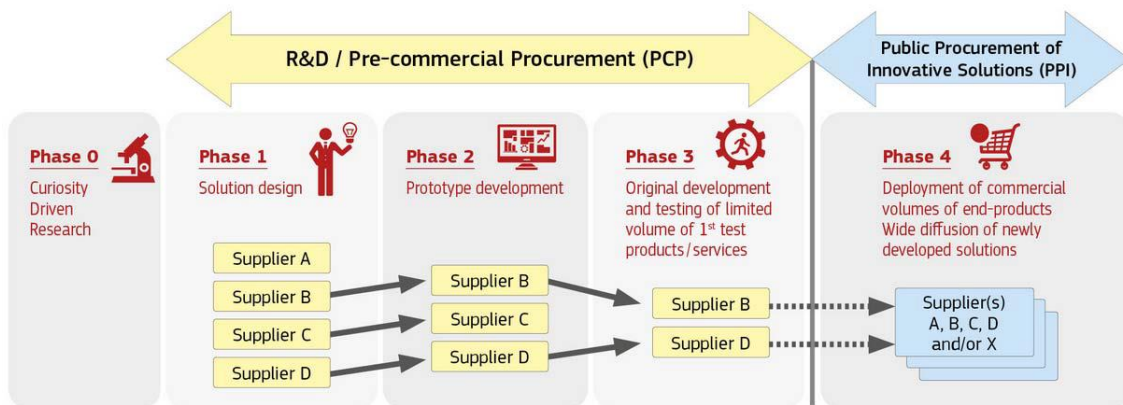 R&D / Pre-commercial Procurement (PCP)
Public Procurement of
Innovative Solutions (PPI)
Phase 0
Curiosity
Driven
Research
Phase 1
Solution design
Supplier A
Supplier B
Supplier C
Supplier D
Phase 2
Prototype development
Supplier B
Supplier C
Supplier D
Phase 3
Original development
and testing of limited
volume of 1st test
products/services
Supplier B
Supplier D
Phase 4
Deployment of commercial
volumes of end-products
Wide diffusion of newly
developed solutions
Supplier(s)
A, B, C, D
and/or X